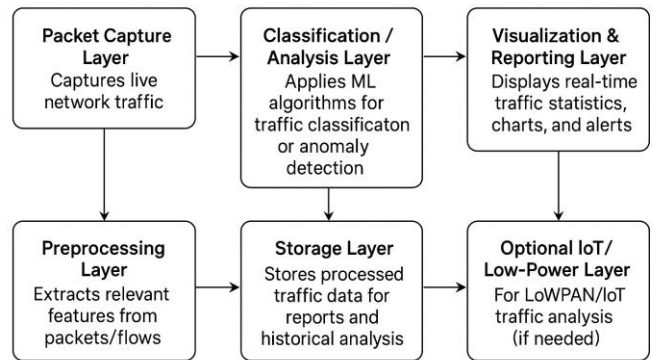 Packet Capture
Layer
Captures live
network traffic
Classification /
Analysis Layer
Applies ML
algorithms for
traffic classificaton
or anomaly
detection
Visualization &
Reporting Layer
Displays real-time
traffic statistics,
charts, and alerts
Preprocessing
Layer
Extracts relevant
features from
packets/flows
Storage Layer
Stores processed
traffic data for
reports and
historical analysis
Optional IoT/
Low-Power Layer
For LoWPAN/IoT
traffic analysis
(if needed)